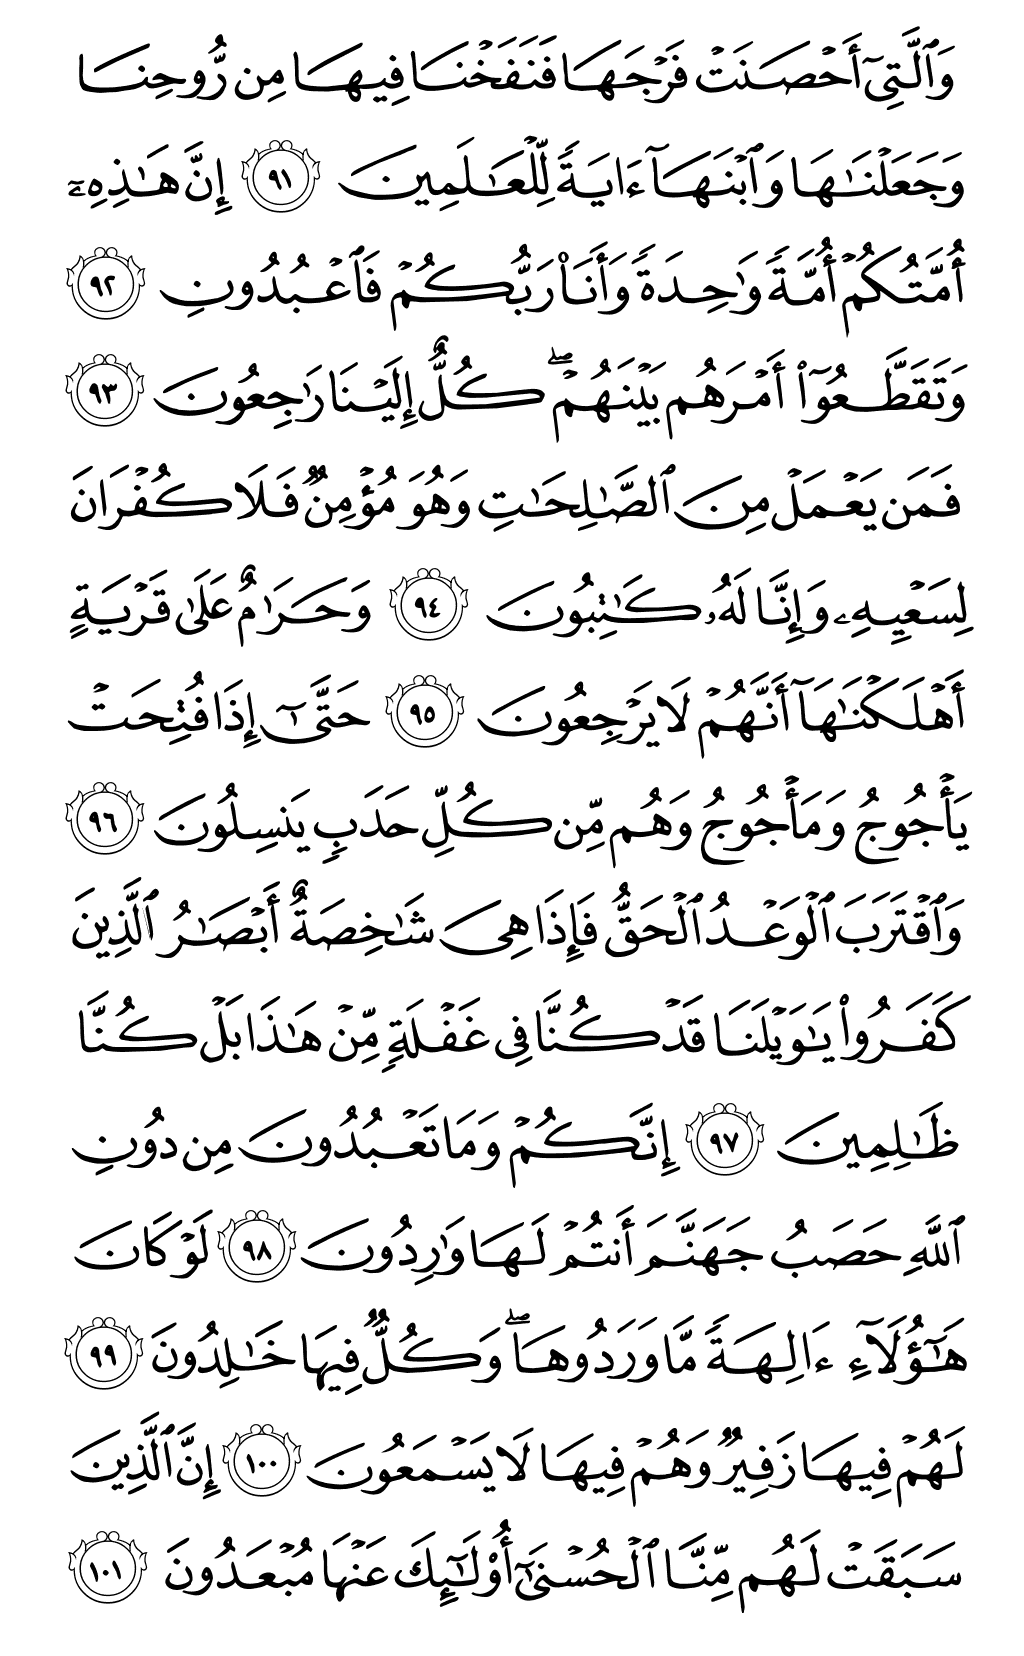 وَٱلَّتِىٓ أَحۡصَنَتۡ فَرۡجَهَا فَنَفَخۡنَا فِيهَا مِن رُّوحِنَا
وَجَعَلۡنَٰهَا وَٱبۡنَهَآ ءَايَةٗ لِّلۡعَٰلَمِينَ ٩١ إِنَّ هَٰذِهِۦٓ
أُمَّتُكُمۡ أُمَّةٗ وَٰحِدَةٗ وَأَنَا۠ رَبُّكُمۡ فَٱعۡبُدُونِ ٩٢
وَتَقَطَّعُوٓاْ أَمۡرَهُم بَيۡنَهُمۡۖ كُلٌّ إِلَيۡنَا رَٰجِعُونَ ٩٣
فَمَن يَعۡمَلۡ مِنَ ٱلصَّٰلِحَٰتِ وَهُوَ مُؤۡمِنٞ فَلَا كُفۡرَانَ
لِسَعۡيِهِۦ وَإِنَّا لَهُۥ كَٰتِبُونَ ٩٤ وَحَرَٰمٌ عَلَىٰ قَرۡيَةٍ
أَهۡلَكۡنَٰهَآ أَنَّهُمۡ لَا يَرۡجِعُونَ ٩٥ حَتَّىٰٓ إِذَا فُتِحَتۡ
يَأۡجُوجُ وَمَأۡجُوجُ وَهُم مِّن كُلِّ حَدَبٖ يَنسِلُونَ ٩٦
وَٱقۡتَرَبَ ٱلۡوَعۡدُ ٱلۡحَقُّ فَإِذَا هِىَ شَٰخِصَةٌ أَبۡصَٰرُ ٱلَّذِينَ
كَفَرُواْ يَٰوَيۡلَنَا قَدۡ كُنَّا فِى غَفۡلَةٖ مِّنۡ هَٰذَا بَلۡ كُنَّا
ظَٰلِمِينَ ٩٧ إِنَّكُمۡ وَمَا تَعۡبُدُونَ مِن دُونِ
ٱللَّهِ حَصَبُ جَهَنَّمَ أَنتُمۡ لَهَا وَٰرِدُونَ ٩٨ لَوۡ كَانَ
هَٰٓؤُلَآءِ ءَالِهَةٗ مَّا وَرَدُوهَاۖ وَكُلّٞ فِيهَا خَٰلِدُونَ ٩٩
لَهُمۡ فِيهَا زَفِيرٞ وَهُمۡ فِيهَا لَا يَسۡمَعُونَ ١٠٠ إِنَّ ٱلَّذِينَ
سَبَقَتۡ لَهُم مِّنَّا ٱلۡحُسۡنَىٰٓ أُوْلَٰٓئِكَ عَنۡهَا مُبۡعَدُونَ ١٠١